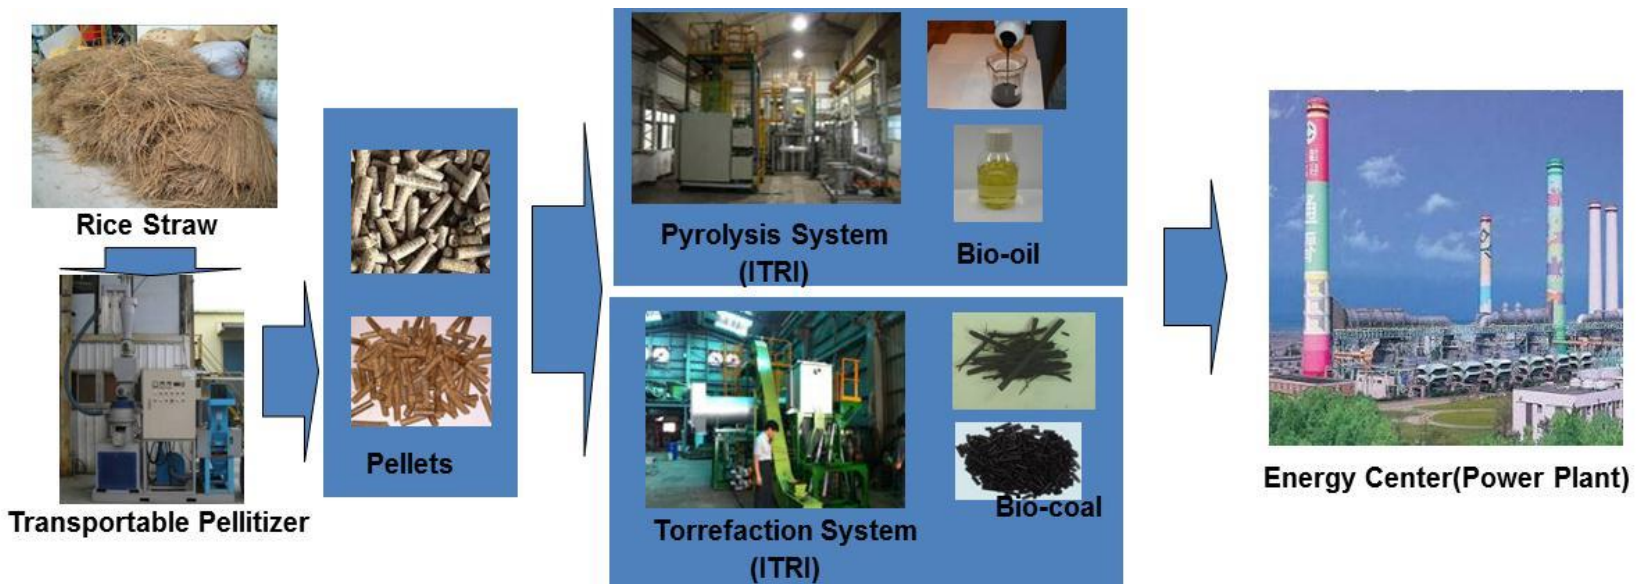 Rice Straw
Transportable Pellitizer
Pellets
Pyrolysis System
(ITRI)
Bio-oil
Torrefaction System
(ITRI)
Bio-coal
Energy Center(Power Plant)